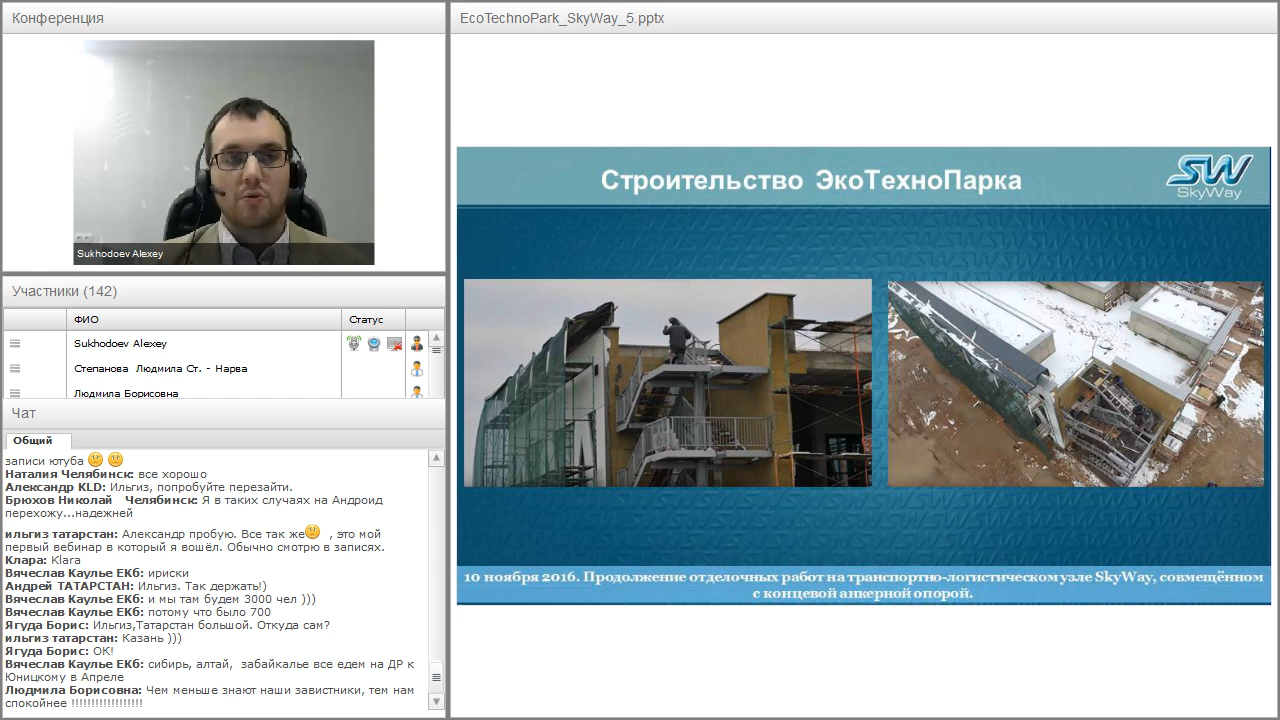 Конференция
Sukhodoev Alexey
Участники (142)
ФИО
Статус
Sukhodoev Alexey
Степанова Людмила Ст. - Нарва
Людмила Борисовна
Чат
Общий
записи ютуба
Наталия Челябинск: все хорошо
Александр KLD: Ильгиз, попробуйте перезайти.
Брюхов Николай Челябинск: Я в таких случаях на Андроид
перехожу...надежней
ильгиз татарстан: Александр пробую. Все так же , это мой
первый вебинар в который я вошёл. Обычно смотрю в записях.
Клара: Klara
Вячеслав Каулье ЕКб: ириски
Андрей ТАТАРСТАН: Ильгиз. Так держать!)
Вячеслав Каулье ЕКб: и мы там будем 3000 чел )))
Вячеслав Каулье ЕКб: потому что было 700
Ягуда Борис: Ильгиз,Татарстан большой. Откуда сам?
ильгиз татарстан: Казань )))
Ягуда Борис: ОК!
Вячеслав Каулье ЕКб: сибирь, алтай, забайкалье все едем на ДР к
Юницкому в Апреле
Людмила Борисовна: Чем меньше знают наши завистники, тем нам
спокойнее !!!!!!!!!!!!!!!!!!
EcoTechnoPark_SkyWay_5.pptx
Строительство ЭкоТехноПарка
SW
SkyWay
10 ноября 2016. Продолжение отделочных работ на транспортно-логистическом узле SkyWay, совмещённом
с концевой анкерной опорой.